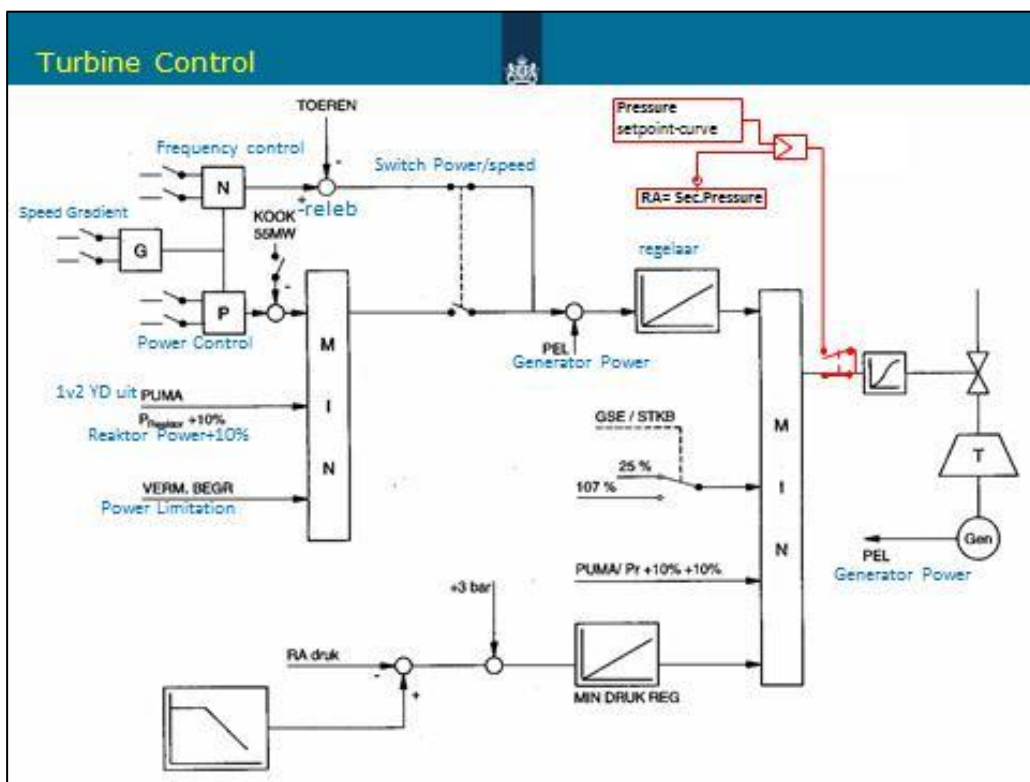 Turbine Control
TOEREN
Frequency control
-
Switch Power/speed
Pressure
setpoint-curve
N
+
-releb
RA= Sec.Pressure
Speed Gradient
KOOK
55MW
G
-
regelaar
P
Power Control
M
I
N
PEL
Generator Power
1v2 YD uit
PUMA
+10%
Reaktor Power+10%
GSE / STKB
25 %
107 %
M
I
N
T
VERM. BEGR
Power Limitation
Gen
PEL
Generator Power
PUMA/ Pr +10% +10%
+3 bar
RA druk
-
+
MIN DRUK REG